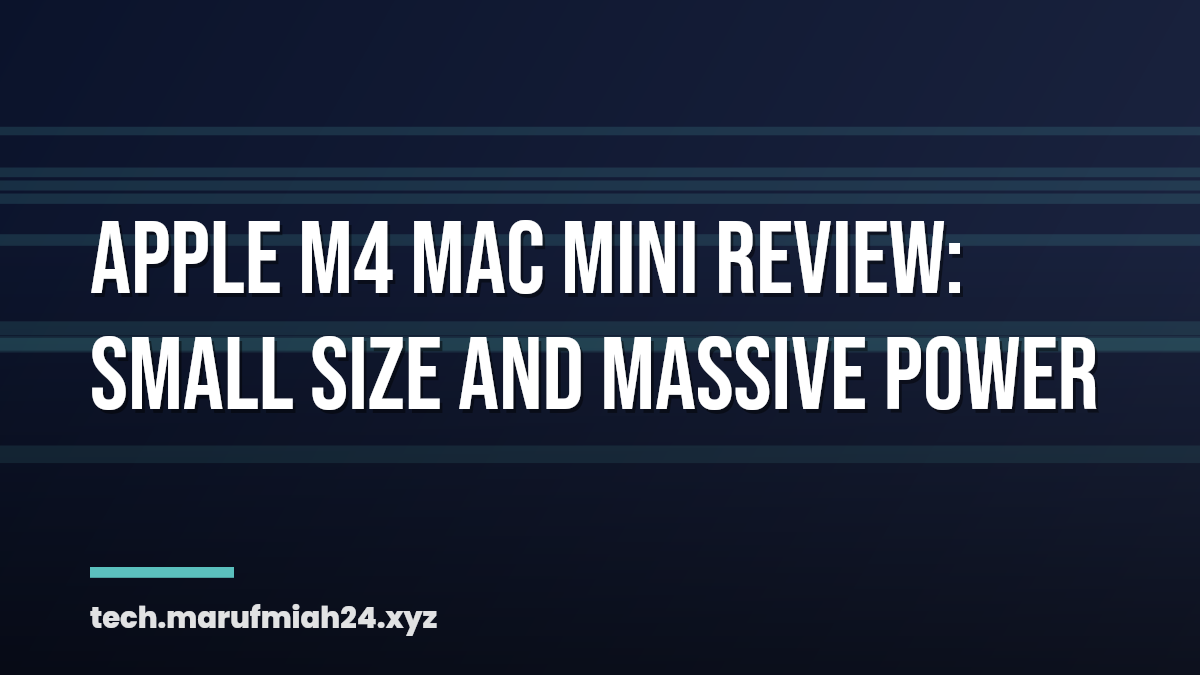 APPLE M4 MAC MINI REVIEW:
SMALL SIZE AND MASSIVE POWER
tech.marufmiah24.xyz